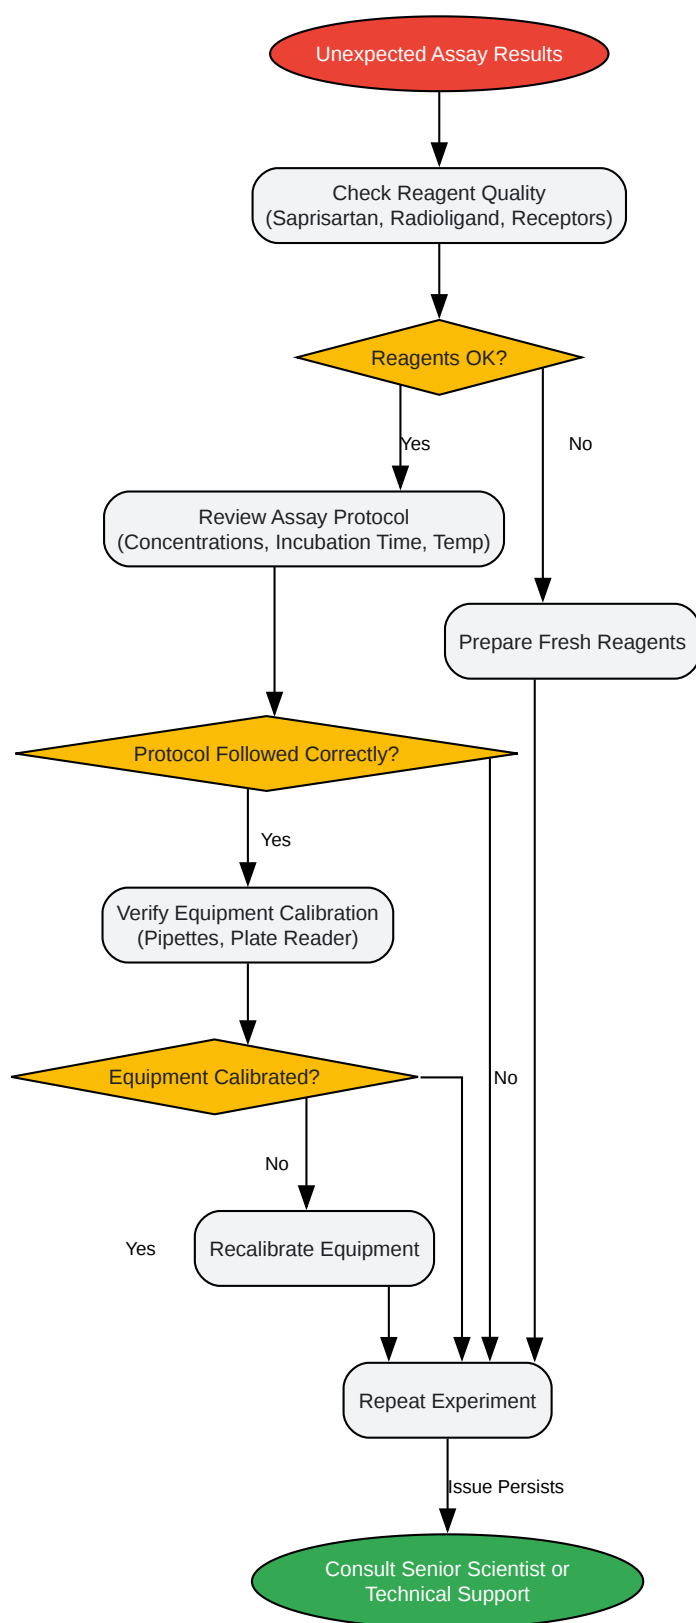 Unexpected Assay Results
Check Reagent Quality
(Saprisartan, Radioligand, Receptors)
Reagents OK?
Yes
No
Review Assay Protocol
(Concentrations, Incubation Time, Temp)
Prepare Fresh Reagents
Protocol Followed Correctly?
Yes
Verify Equipment Calibration
(Pipettes, Plate Reader)
Equipment Calibrated?
No
No
Yes
Recalibrate Equipment
Repeat Experiment
Issue Persists
Consult Senior Scientist or
Technical Support